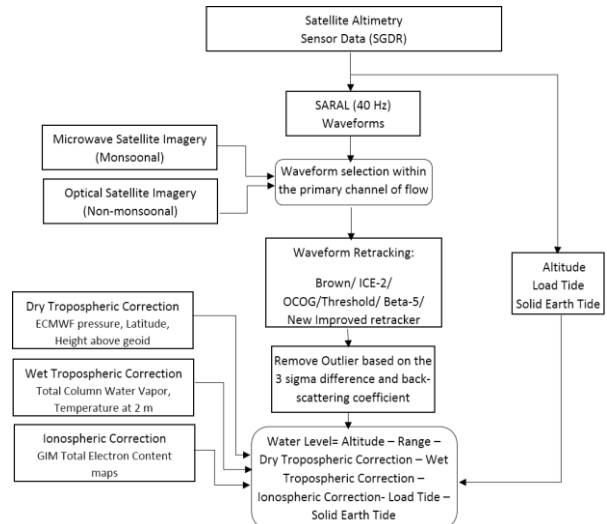 Satellite Altimetry
Sensor Data (SGDR)
SARAL (40 Hz)
Waveforms
Microwave Satellite Imagery
(Monsoonal)
Optical Satellite Imagery
(Non-monsoonal)
Waveform selection within
the primary channel of flow
Waveform Retracking:
Brown/ ICE-2/
OCOG/Threshold/ Beta-5/
New Improved retracker
Altitude
Load Tide
Solid Earth Tide
Dry Tropospheric Correction
ECMWF pressure, Latitude,
Height above geoid
Wet Tropospheric Correction
Total Column Water Vapor,
Temperature at 2 m
Ionospheric Correction
GIM Total Electron Content
maps
Remove Outlier based on the
3 sigma difference and back-
scattering coefficient
Water Level= Altitude – Range –
Dry Tropospheric Correction – Wet
Tropospheric Correction –
Ionospheric Correction- Load Tide –
Solid Earth Tide